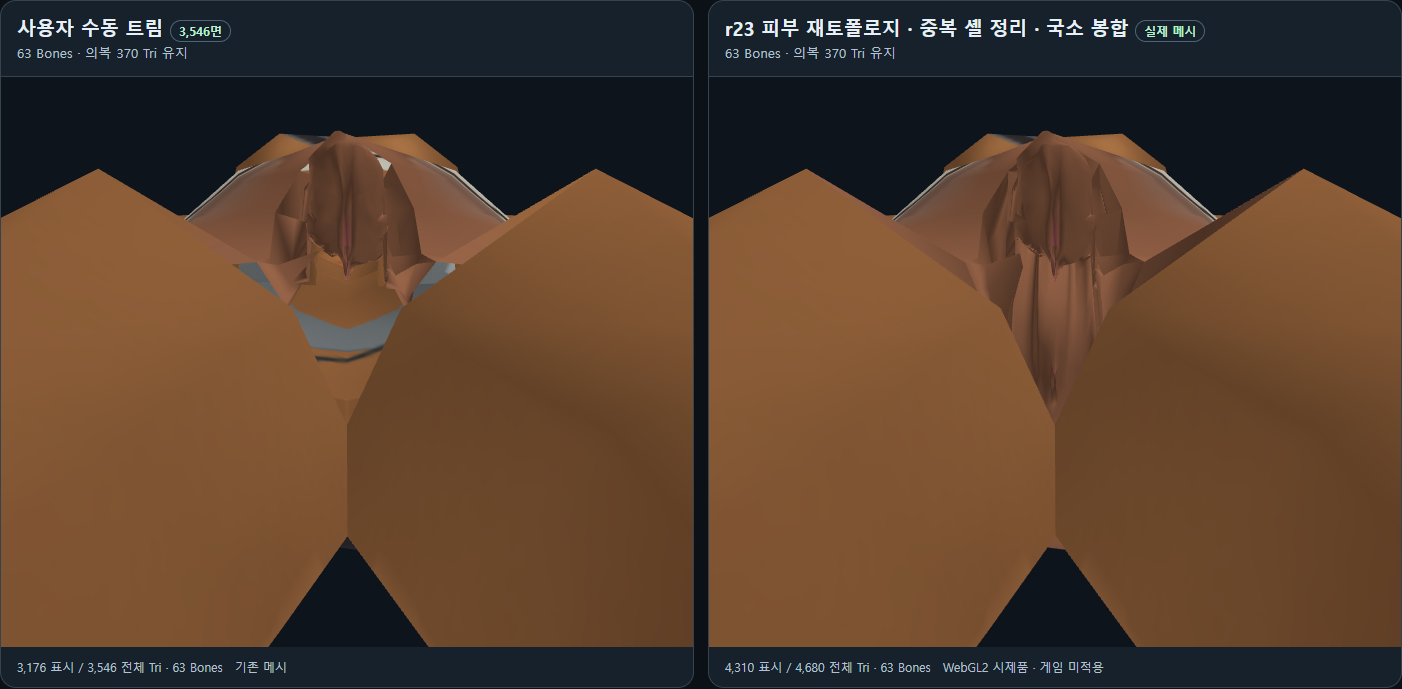 사용자 수동 트림 3,546면
63 Bones · 의복 370 Tri 유지
3,176 표시 / 3,546 전체 Tri · 63 Bones 기존 메시
r23 피부 재토폴로지 · 중복 셸 정리 · 국소 봉합 실제 메시
63 Bones · 의복 370 Tri 유지
4,310 표시 / 4,680 전체 Tri · 63 Bones WebGL2 시제품 · 게임 미적용